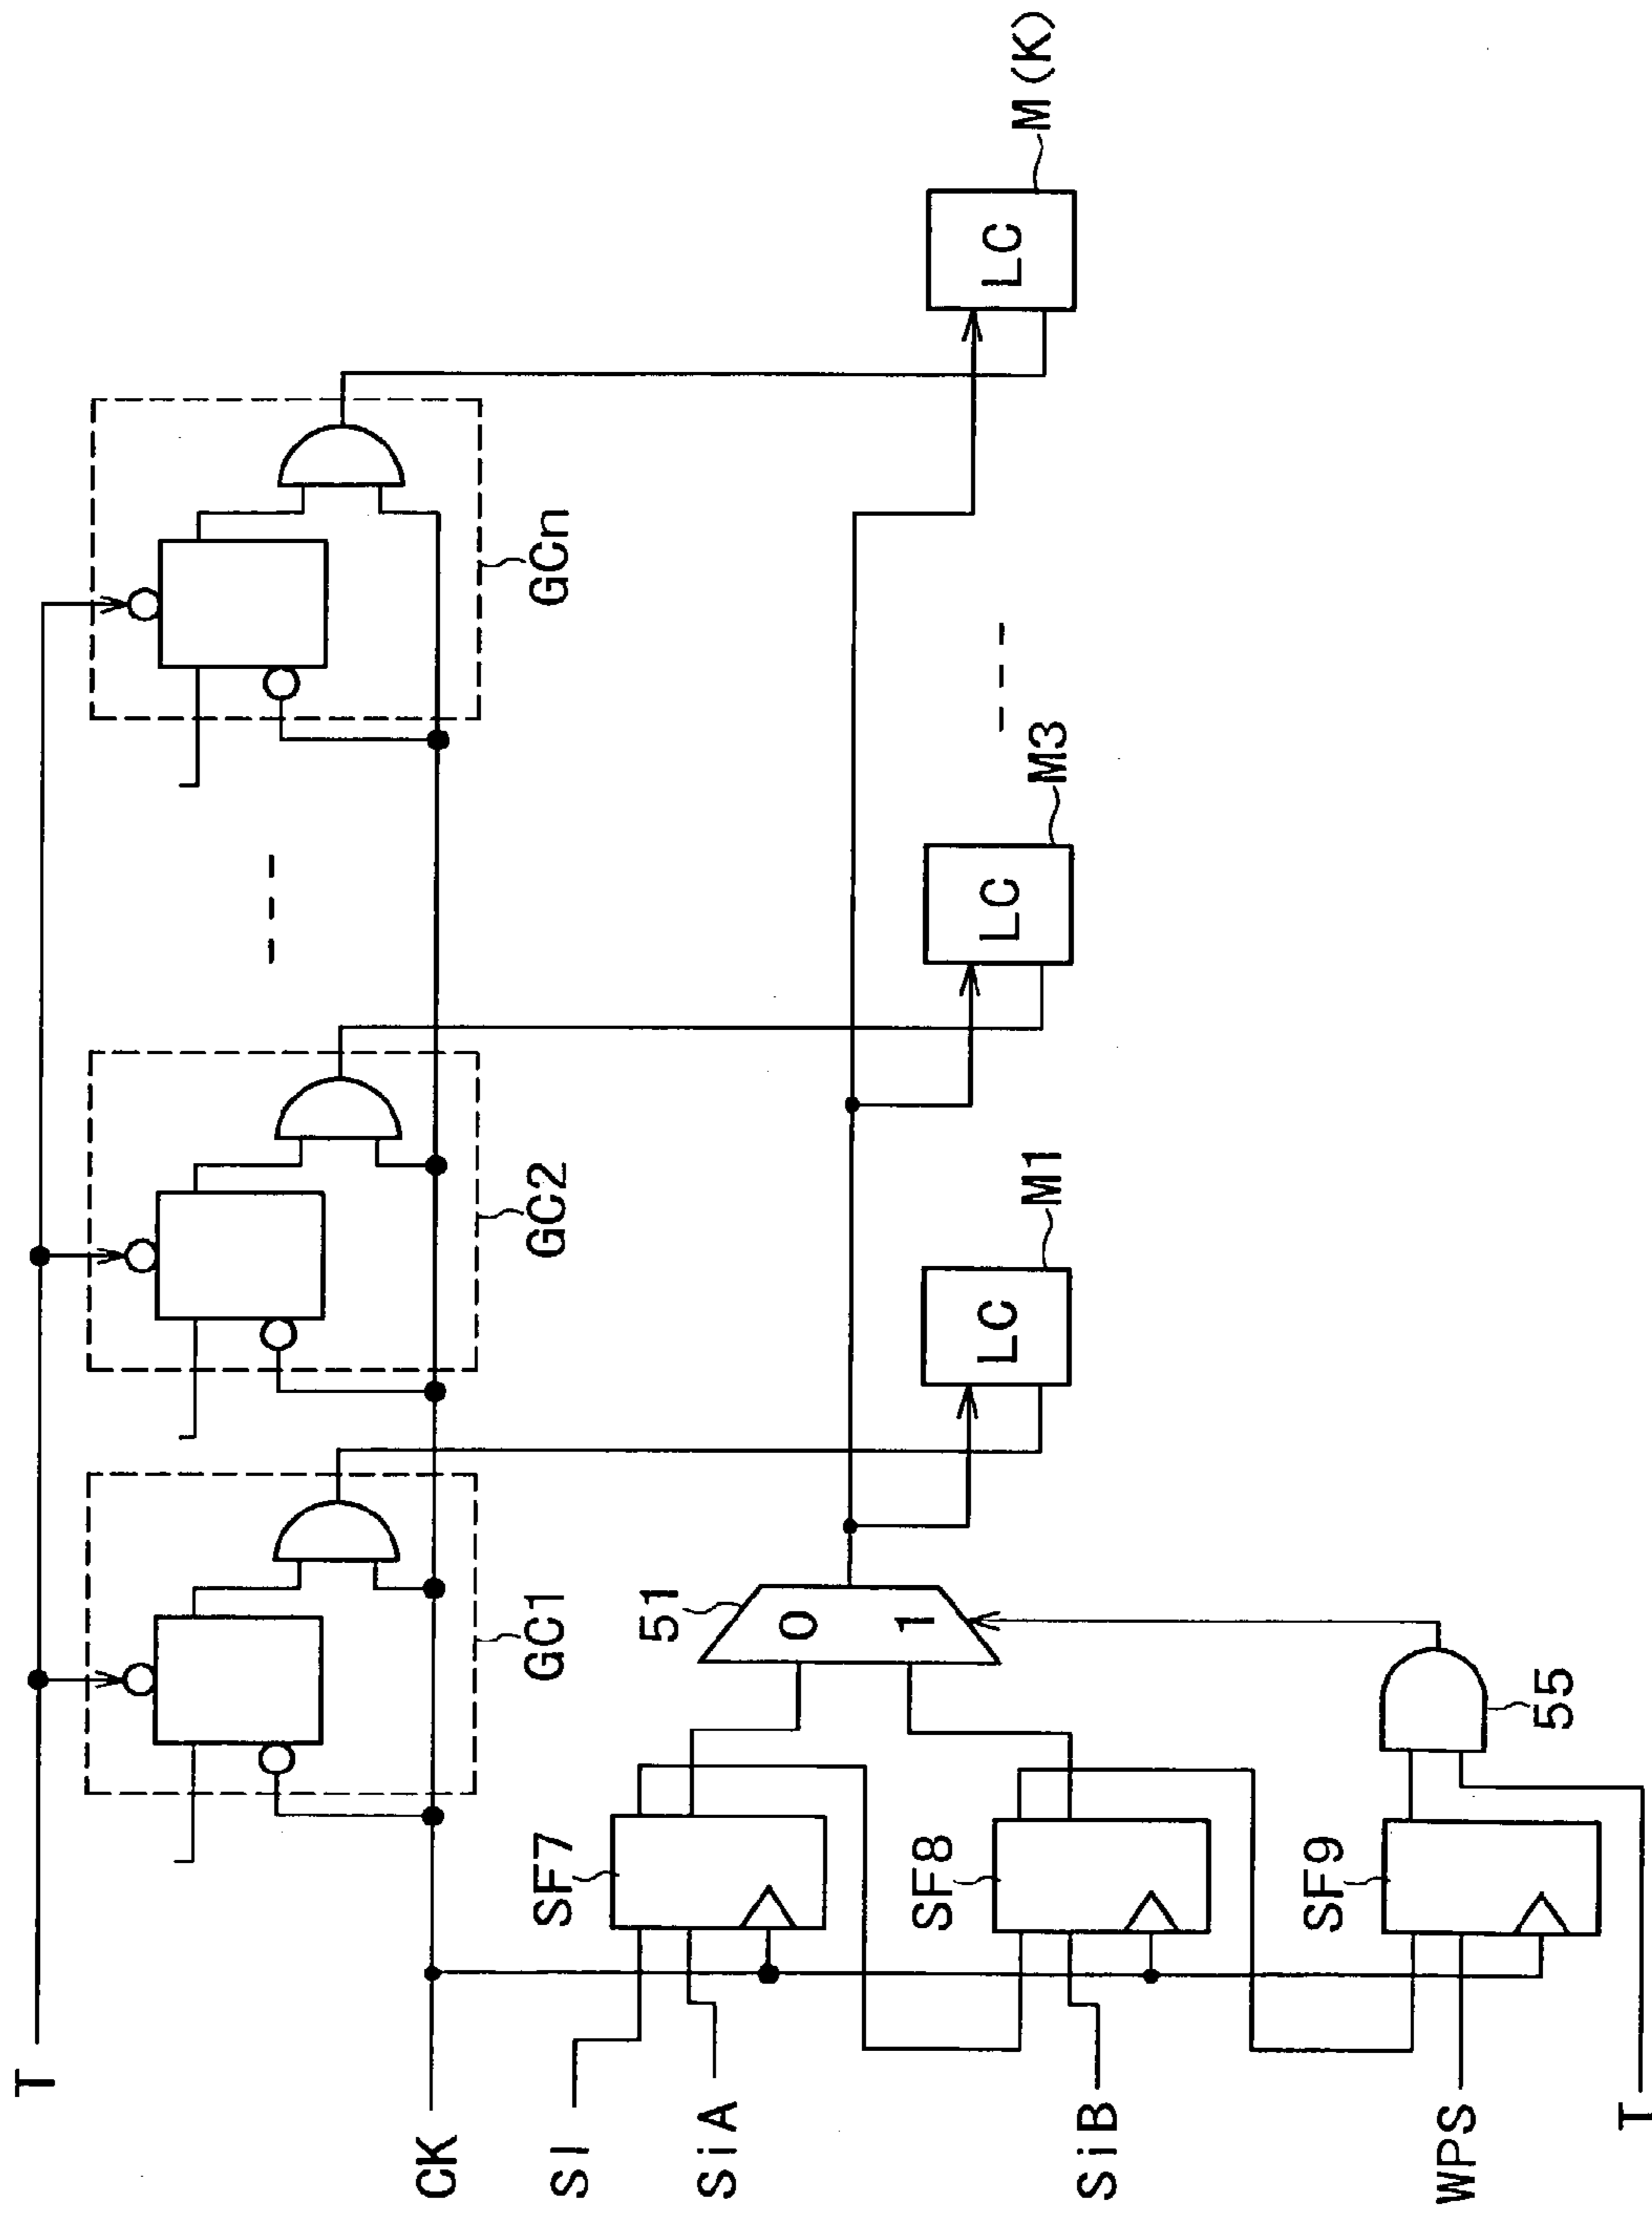 T
CK
SI
SiA
SiB
WPS
T
SF7
SF8
SF9
55
51
0
1
GC1
GC2
GCn
LC
M1
LC
M3
LC
M(K)